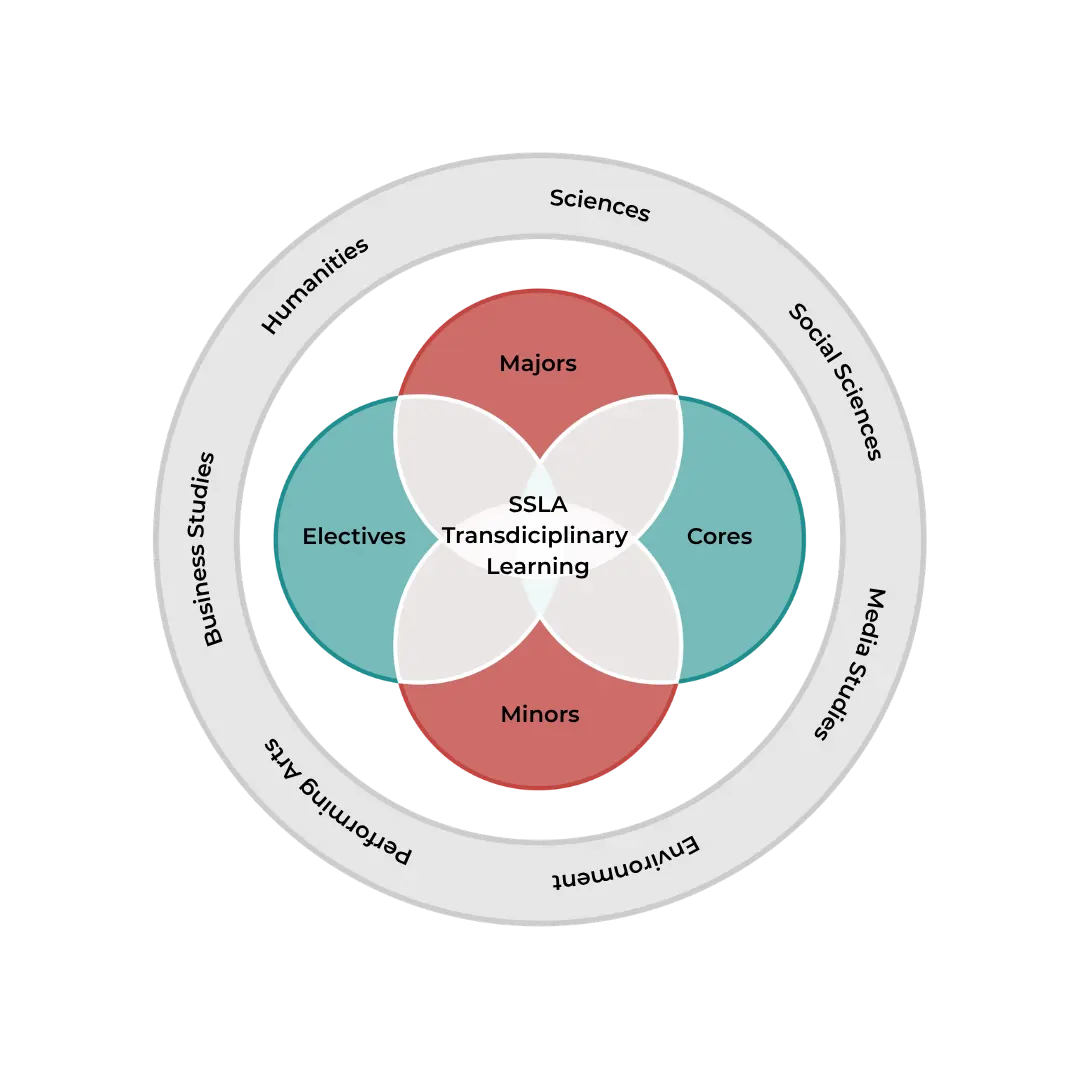 Sciences
Humanities
Social Sciences
Majors
Business Studies
SSLA
Transdiciplinary
Learning
Electives
Cores
Media Studies
Minors
Performing Arts
Environment